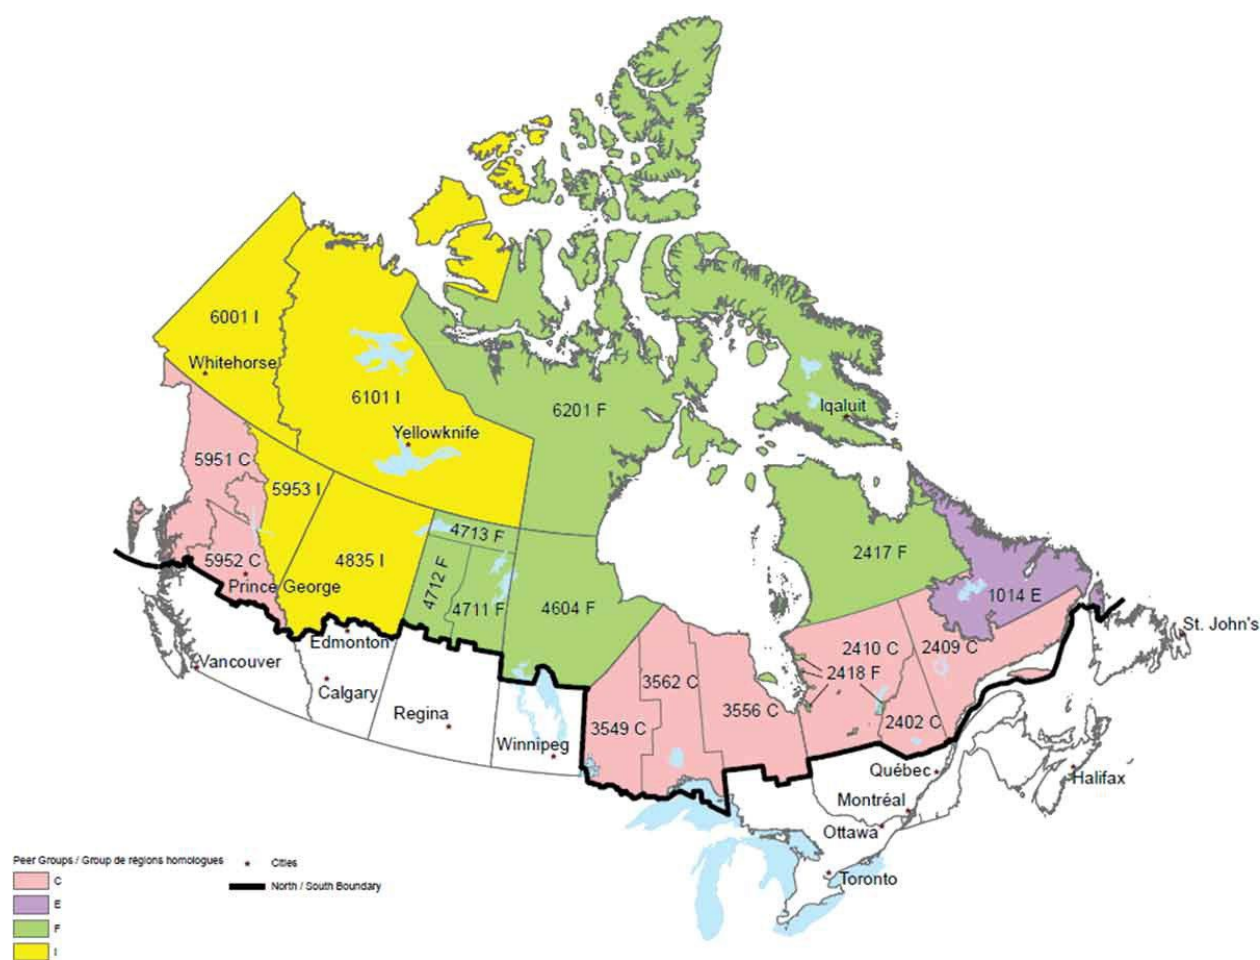 6001 I
Whitehorse
6101 I
6201 F
Iqaluit
Yellowknife
5951 C
5953 I
4713 F
2417 F
5952 C
4835 I
4712 F
Prince George
4711 F
4604 F
1014 E
St. John's
Edmonton
2410 C
2409 C
Vancouver
2418 F
3562 C
Calgary
Regina
3556 C
2402 C
3549 C
Winnipeg
Québec
Halifax
Montréal
Ottawa
Toronto
Peer Groups / Group de régions homologues
Cities
C
North / South Boundary
E
F
I